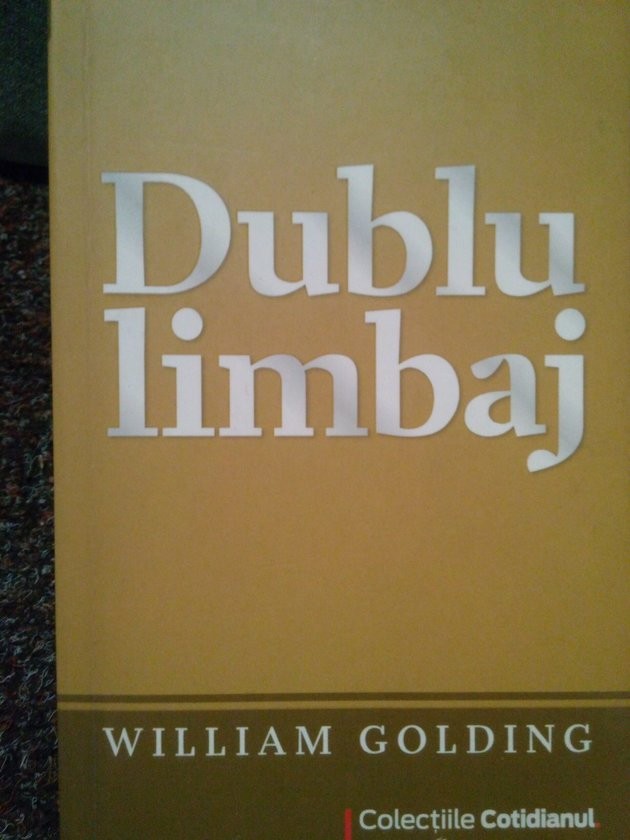 Dublu
limbaj
WILLIAM GOLDING
Colecțiile Cotidianul